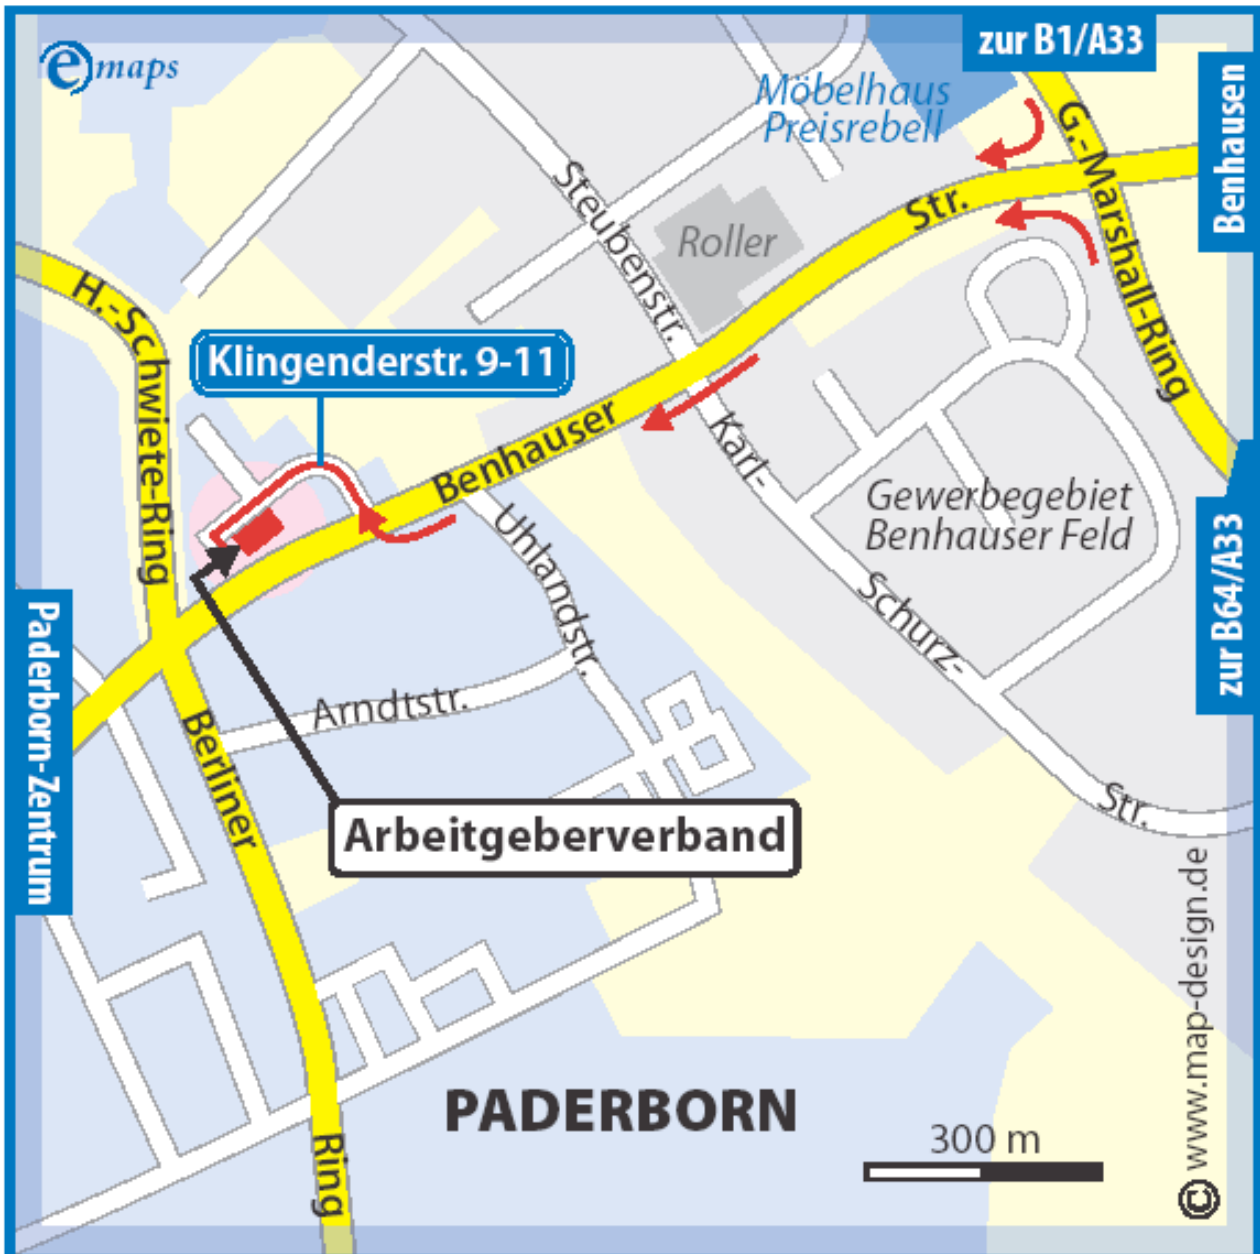 emaps
zur B1/A33
Benhausen
Möbelhaus
Preisrebell
G.-Marshall-Ring
Steubenstr.
Roller
Str.
H.-Schwiete-Ring
Klingenderstr. 9-11
Benhauser
Karl-
Gewerbegebiet
Benhauser Feld
Uhlandstr.
Schurz-
zur B64/A33
Paderborn-Zentrum
Arndtstr.
Berliner
Str.
Arbeitgeberverband
PADERBORN
300 m
Ring
© www.map-design.de